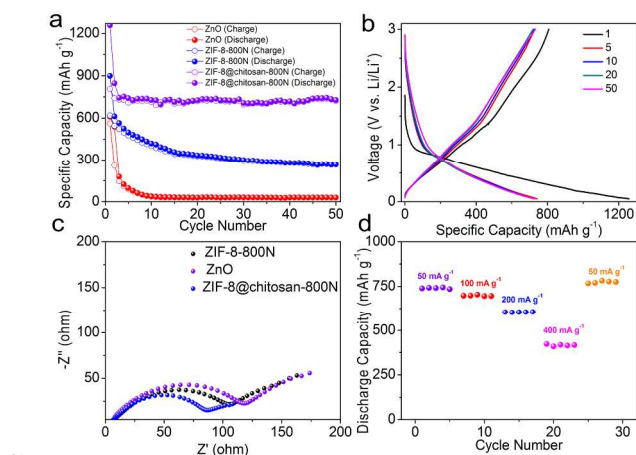 a
Specific Capacity (mAh g⁻¹)
1200
900
600
300
0
ZnO (Charge)
ZnO (Discharge)
ZIF-8-800N (Charge)
ZIF-8-800N (Discharge)
ZIF-8@chitosan-800N (Charge)
ZIF-8@chitosan-800N (Discharge)
0 10 20 30 40 50
Cycle Number
b
Voltage (V vs. Li/Li⁺)
3
2
1
0
1
5
10
20
50
0 400 800 1200
Specific Capacity (mAh g⁻¹)
c
-Z" (ohm)
200
150
100
50
ZIF-8-800N
ZnO
ZIF-8@chitosan-800N
0 50 100 150 200
Z' (ohm)
d
Discharge Capacity (mAh g⁻¹)
1000
750
500
250
0
50 mA g⁻¹
100 mA g⁻¹
200 mA g⁻¹
400 mA g⁻¹
50 mA g⁻¹
0 10 20 30
Cycle Number